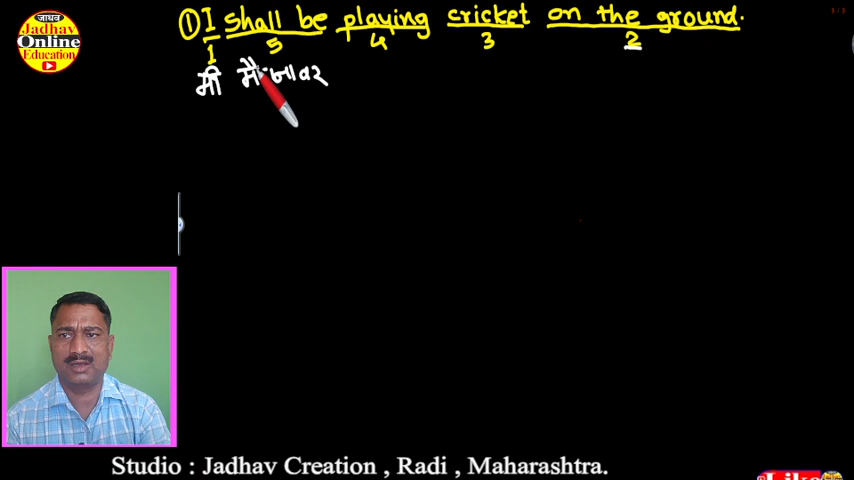 जाधव
Jadhav
Online
Education
① I shall be playing cricket on the ground.
1 5 4 3 2
मी
Studio : Jadhav Creation , Radi , Maharashtra.
Like